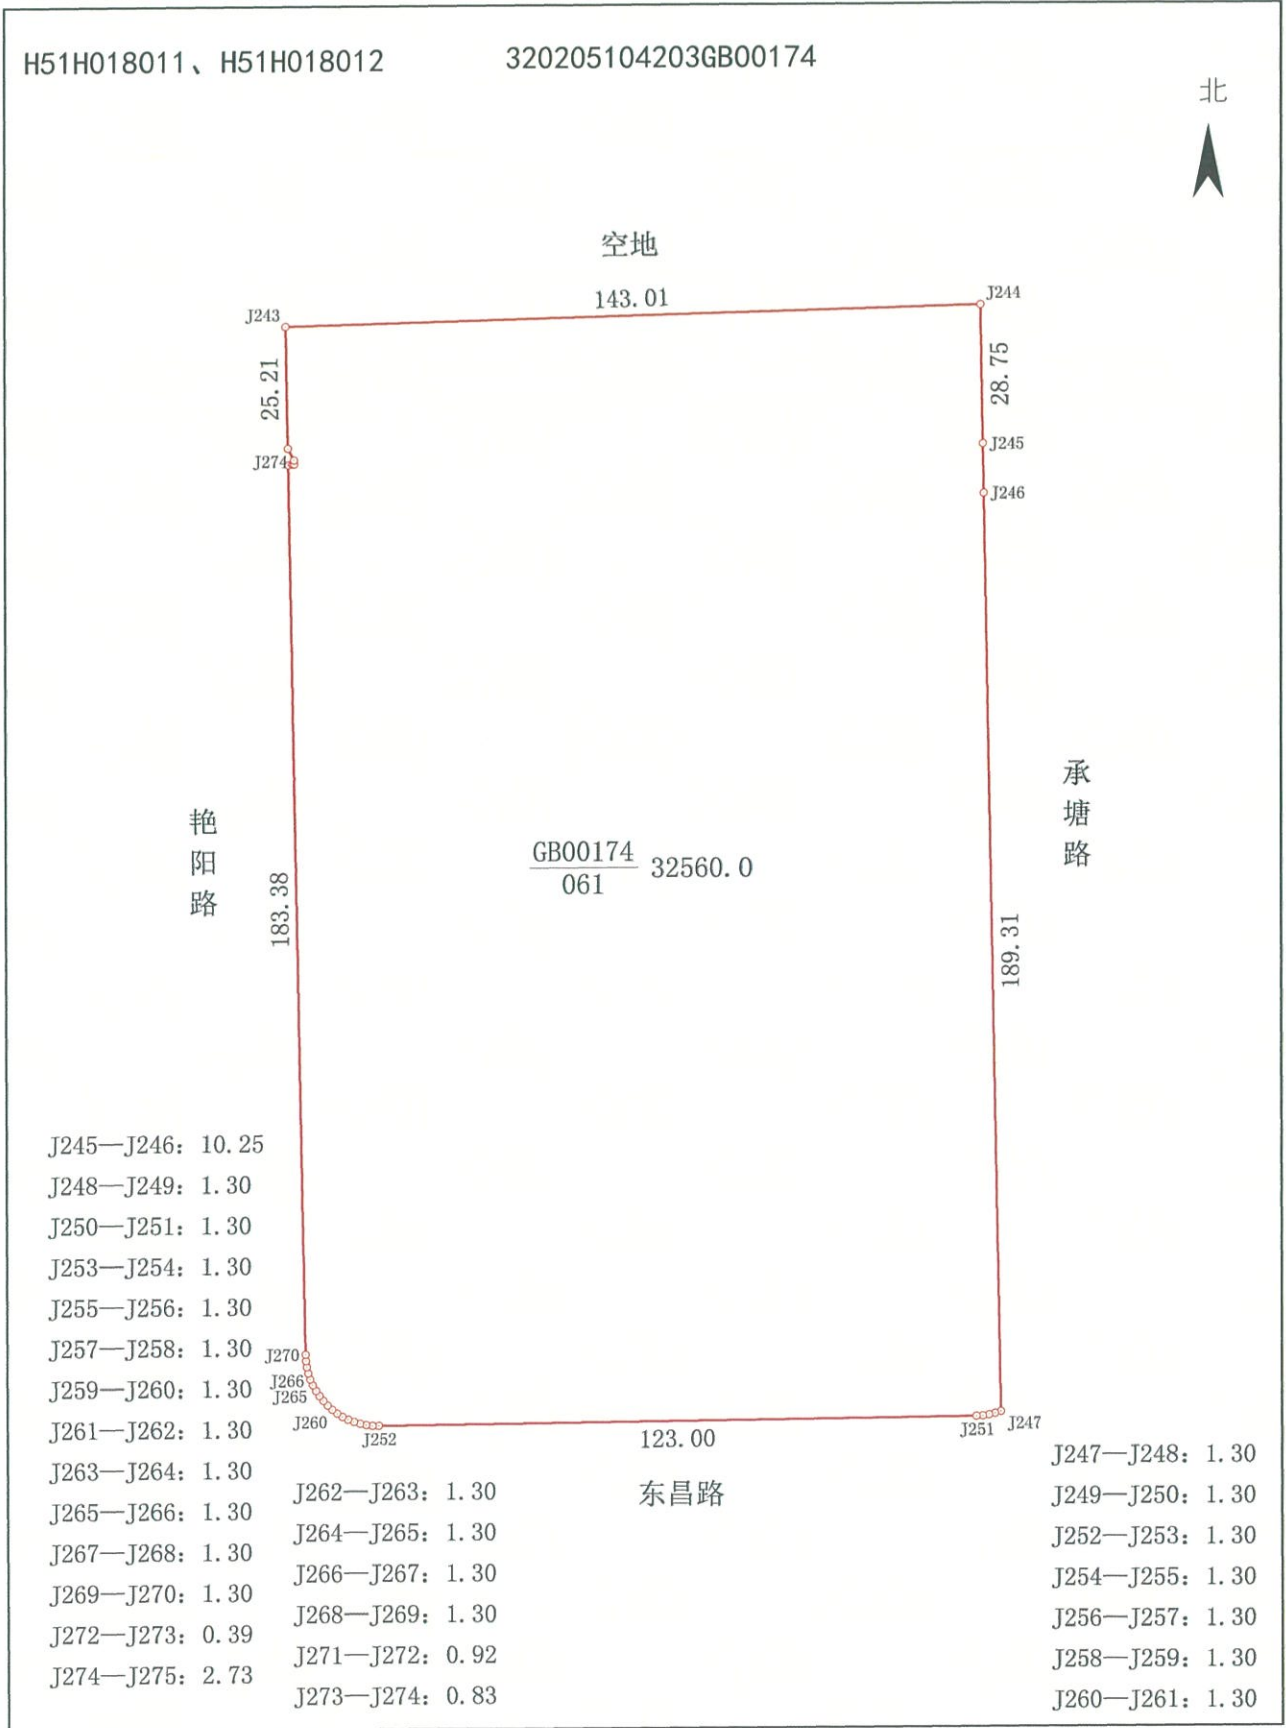 H51H018011、H51H018012 320205104203GB00174
北
空地
143.01
J243
J244
25.21
28.75
J245
J274
J246
艳阳路
承塘路
GB00174
061
32560.0
183.38
189.31
J270
J266
J265
J260
J252
J251
J247
123.00
东昌路
J245—J246: 10.25
J248—J249: 1.30
J250—J251: 1.30
J253—J254: 1.30
J255—J256: 1.30
J257—J258: 1.30
J259—J260: 1.30
J261—J262: 1.30
J263—J264: 1.30
J265—J266: 1.30
J267—J268: 1.30
J269—J270: 1.30
J272—J273: 0.39
J274—J275: 2.73
J262—J263: 1.30
J264—J265: 1.30
J266—J267: 1.30
J268—J269: 1.30
J271—J272: 0.92
J273—J274: 0.83
J247—J248: 1.30
J249—J250: 1.30
J252—J253: 1.30
J254—J255: 1.30
J256—J257: 1.30
J258—J259: 1.30
J260—J261: 1.30